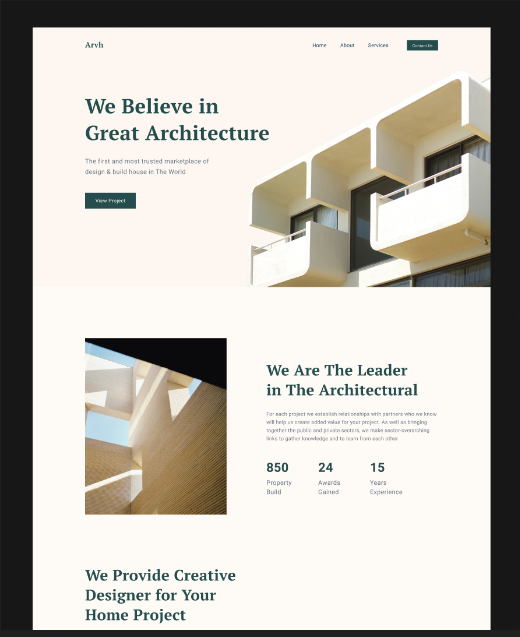 Arvh
Home About Services Contact Us
We Believe in
Great Architecture
The first and most trusted marketplace of
design & build house in The World
View Project
We Are The Leader
in The Architectural
For each project we establish relationships with partners who we know
will help us create added value for your project. As well as bringing
together the public and private sectors, we make sector-overarching
links to gather knowledge and to learn from each other.
850 24 15
Property Awards Years
Build Gained Experience
We Provide Creative
Designer for Your
Home Project